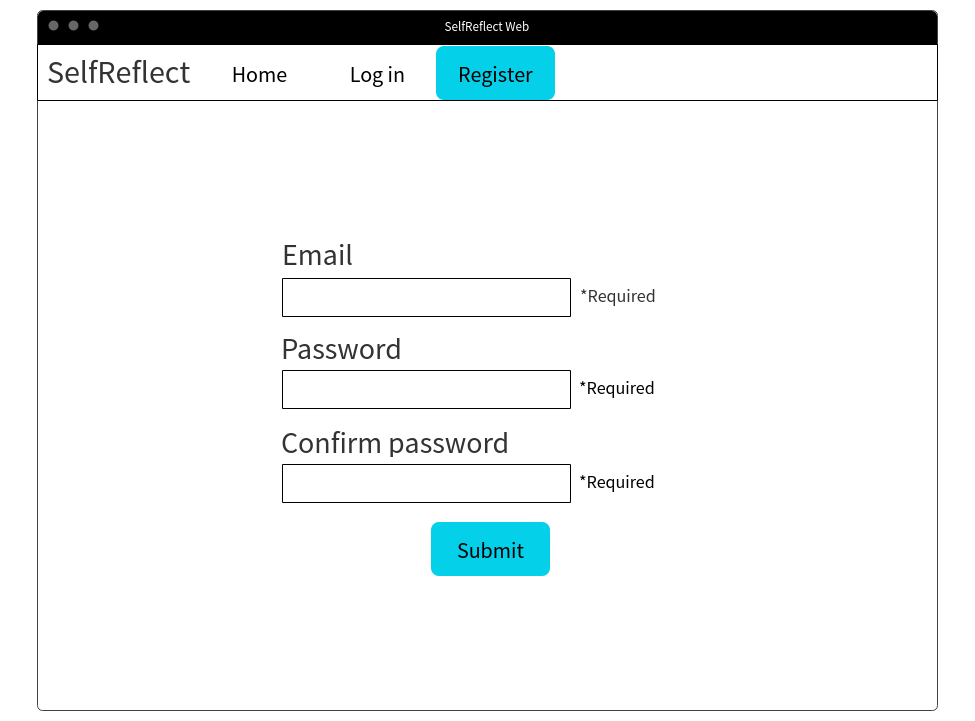 SelfReflect Web
SelfReflect Home Log in Register
Email
*Required
Password
*Required
Confirm password
*Required
Submit